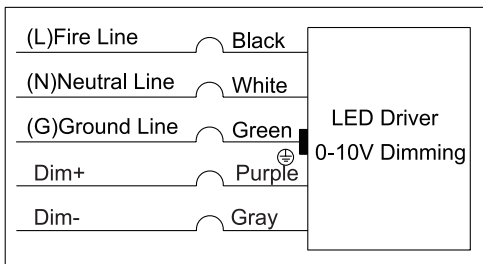 (L)Fire Line Black
(N)Neutral Line White
(G)Ground Line Green
Dim+ Purple
Dim- Gray
LED Driver
0-10V Dimming